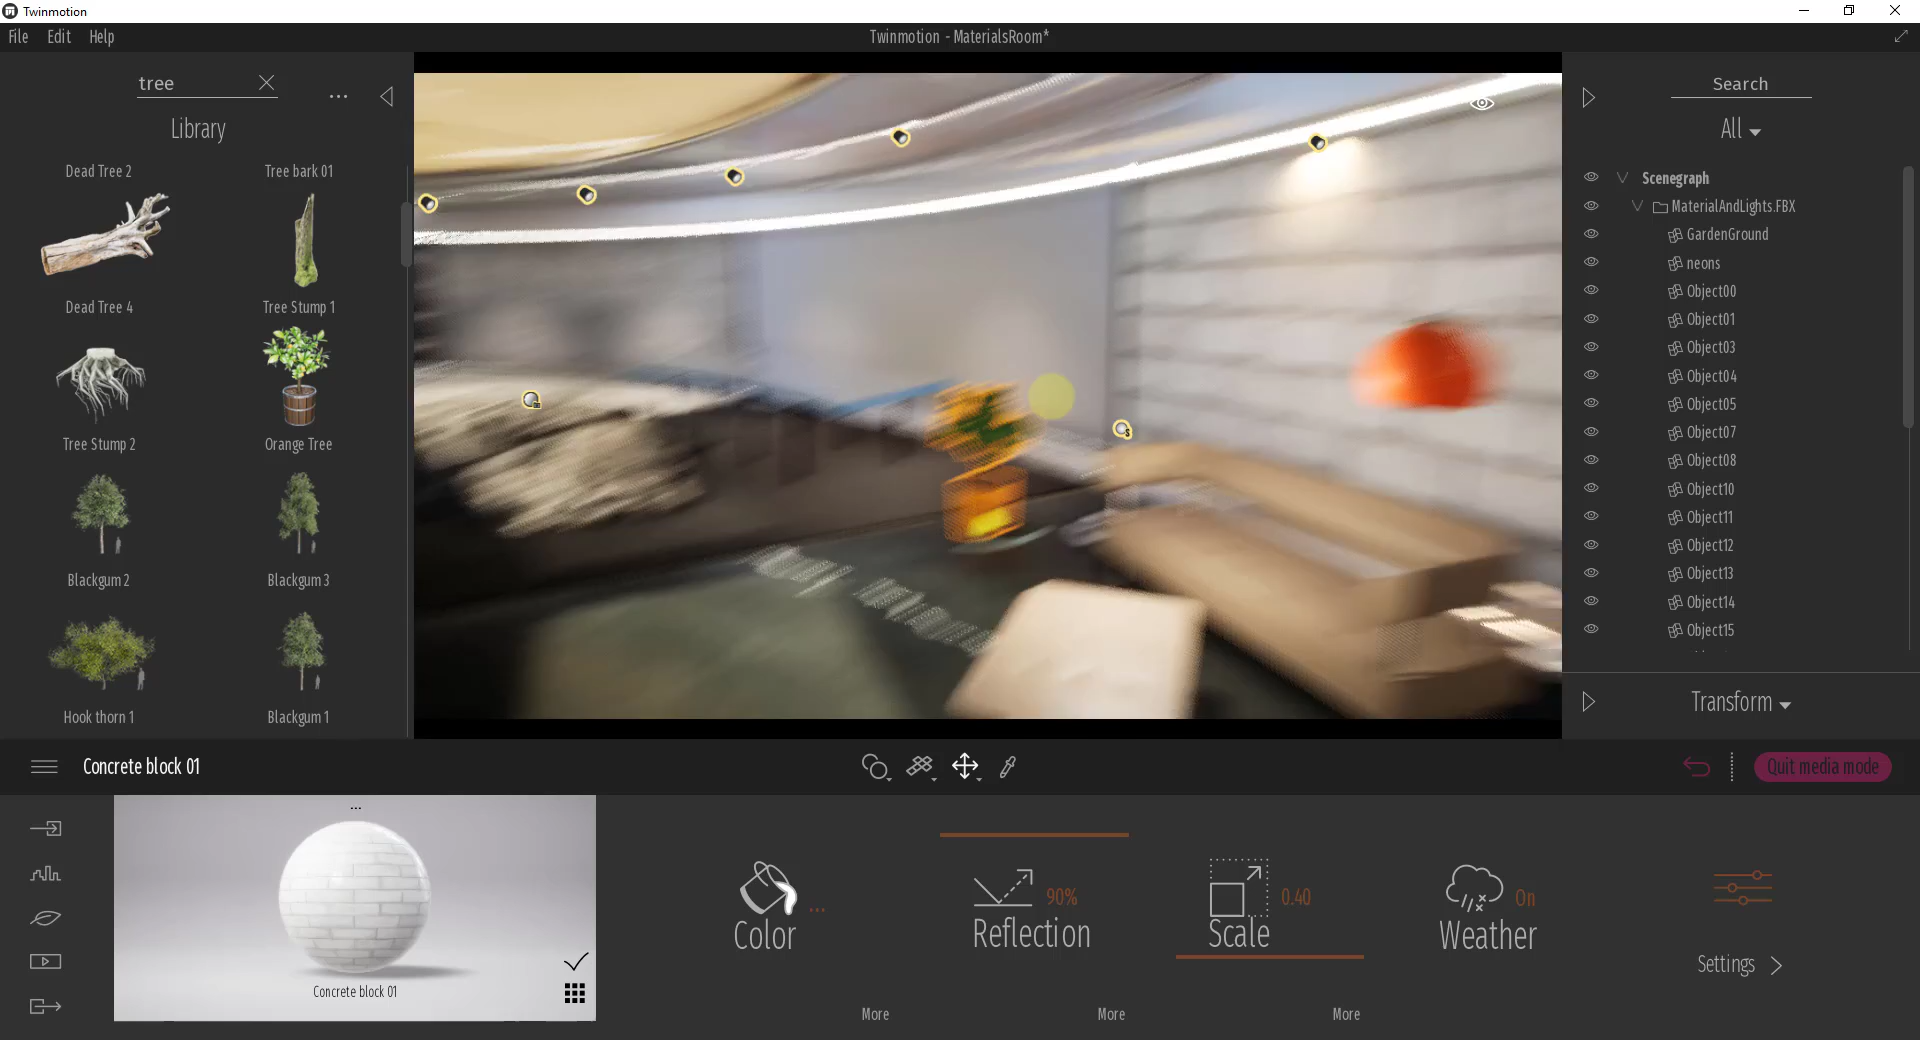 Twinmotion
File Edit Help
Twinmotion - MaterialsRoom*
tree
Library
Dead Tree 2
Tree bark 01
Dead Tree 4
Tree Stump 1
Tree Stump 2
Orange Tree
Blackgum 2
Blackgum 3
Hook thorn 1
Blackgum 1
Search
All
Scenegraph
MaterialAndLights.FBX
GardenGround
neons
Object00
Object01
Object03
Object04
Object05
Object07
Object08
Object10
Object11
Object12
Object13
Object14
Object15
Transform
Concrete block 01
Quit media mode
...
Concrete block 01
Color ...
More
90%
Reflection
More
0.40
Scale
More
On
Weather
Settings